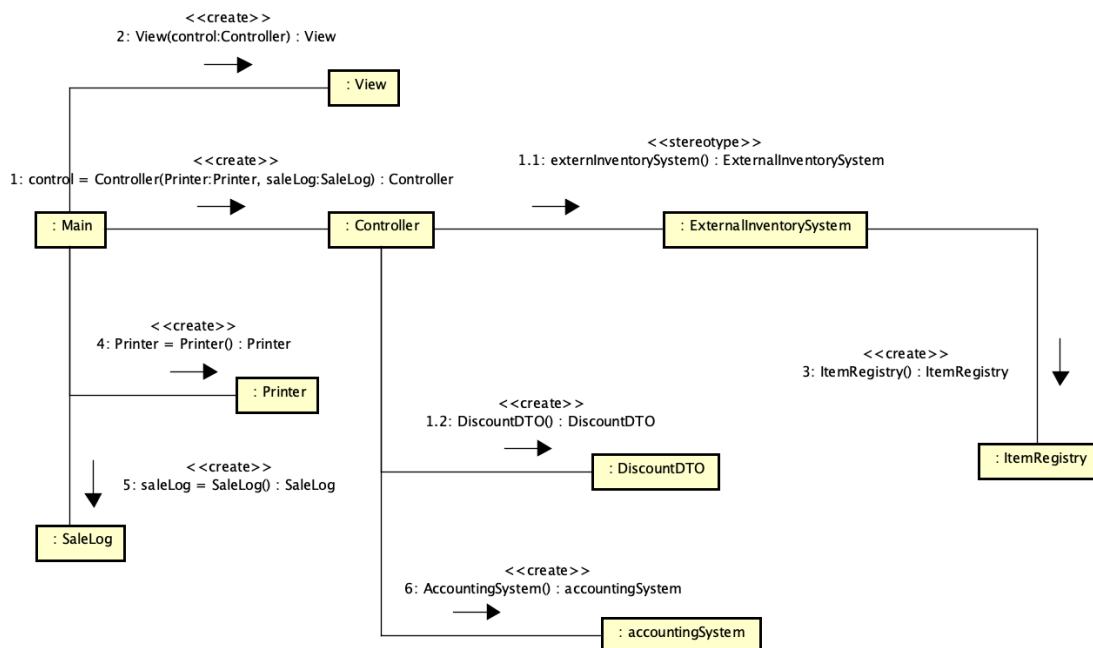 <<create>>
2: View(control:Controller) : View
: View
<<create>>
1: control = Controller(Printer:Printer, saleLog:SaleLog) : Controller
<<stereotype>>
1.1: externInventorySystem() : ExternalInventorySystem
: Main
: Controller
: ExternalInventorySystem
<<create>>
4: Printer = Printer() : Printer
: Printer
<<create>>
3: ItemRegistry() : ItemRegistry
<<create>>
1.2: DiscountDTO() : DiscountDTO
: ItemRegistry
: DiscountDTO
<<create>>
5: saleLog = SaleLog() : SaleLog
: SaleLog
<<create>>
6: AccountingSystem() : accountingSystem
: accountingSystem